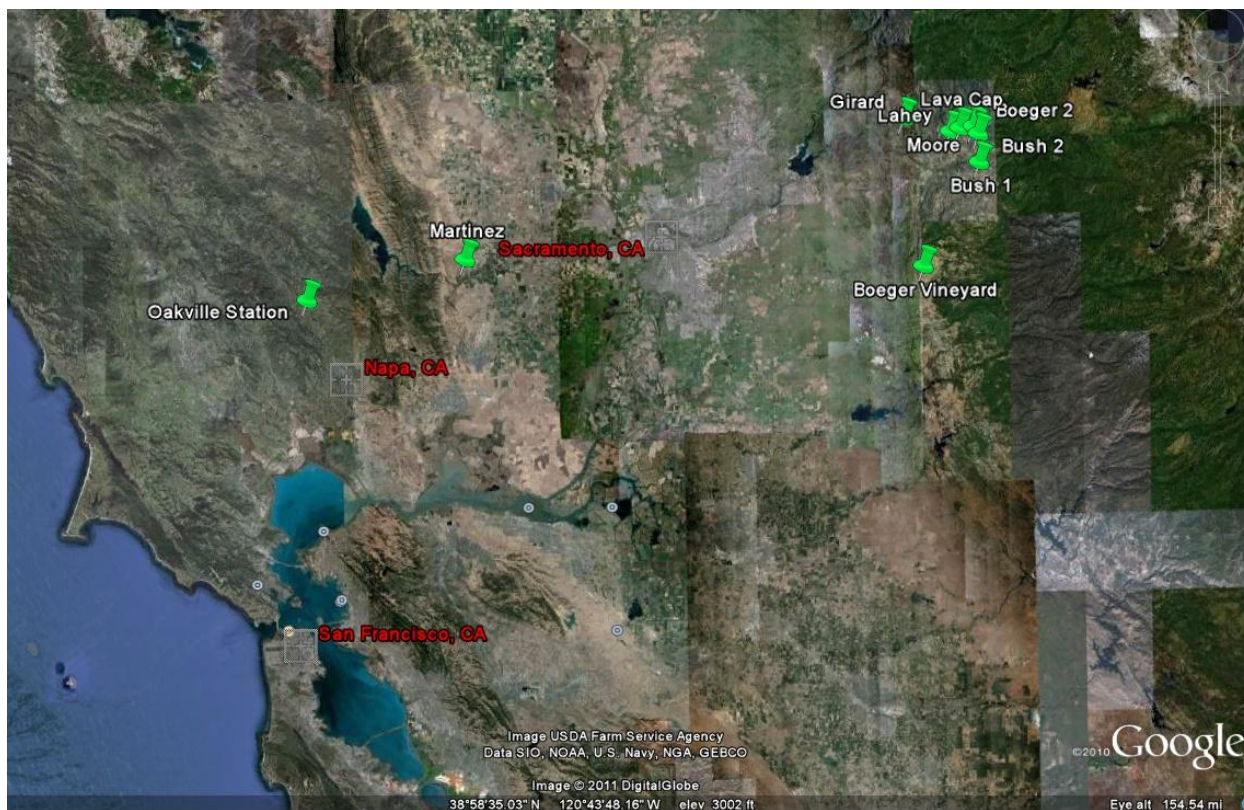 Girard
Lava Cap
Lahey
Boeger 2
Moore
Bush 2
Bush 1
Martinez
Sacramento, CA
Boeger Vineyard
Oakville Station
Napa, CA
San Francisco, CA
Image USDA Farm Service Agency
Data SIO, NOAA, U.S. Navy, NGA, GEBCO
©2010 Google
Image © 2011 DigitalGlobe
38°58'35.03" N 120°43'48.16" W elev 3002 ft
Eye alt 154.54 mi